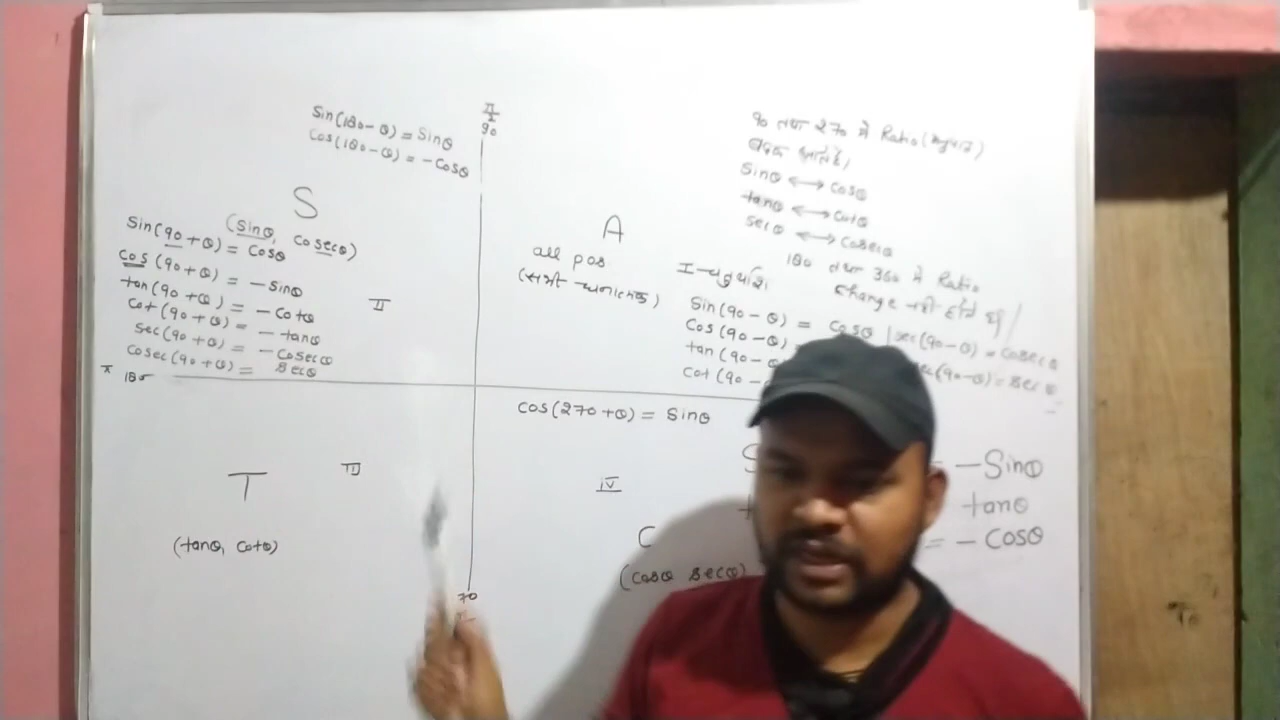 Sin(180-θ) = Sinθ
Cos(180-θ) = -Cosθ
π/2
90
S
(sinθ, cosecθ)
Sin(90+θ) = Cosθ
Cos(90+θ) = -Sinθ
tan(90+θ) = -Cotθ
Cot(90+θ) = -tanθ
Sec(90+θ) = -Cosecθ
Cosec(90+θ) = Secθ
II
π 180
A
all pos
(सभी धनात्मक)
90 तथा 270 में Ratio(अनुपात)
बदल जाते है।
Sinθ ⟷ Cosθ
tanθ ⟷ Cotθ
Secθ ⟷ Cosecθ
180 तथा 360 में Ratio
change नहीं होते हैं/
I-चतुर्थांश
Sin(90-θ) = Cosθ | Sec(90-θ) = Cosecθ
Cos(90-θ)
ec(90-θ) = Secθ
tan(90-θ
Cot(90-
Cos(270+θ) = Sinθ
T
III
(tanθ, Cotθ)
IV
C
(Cosθ Secθ)
= -Sinθ
tanθ
= -Cosθ
70